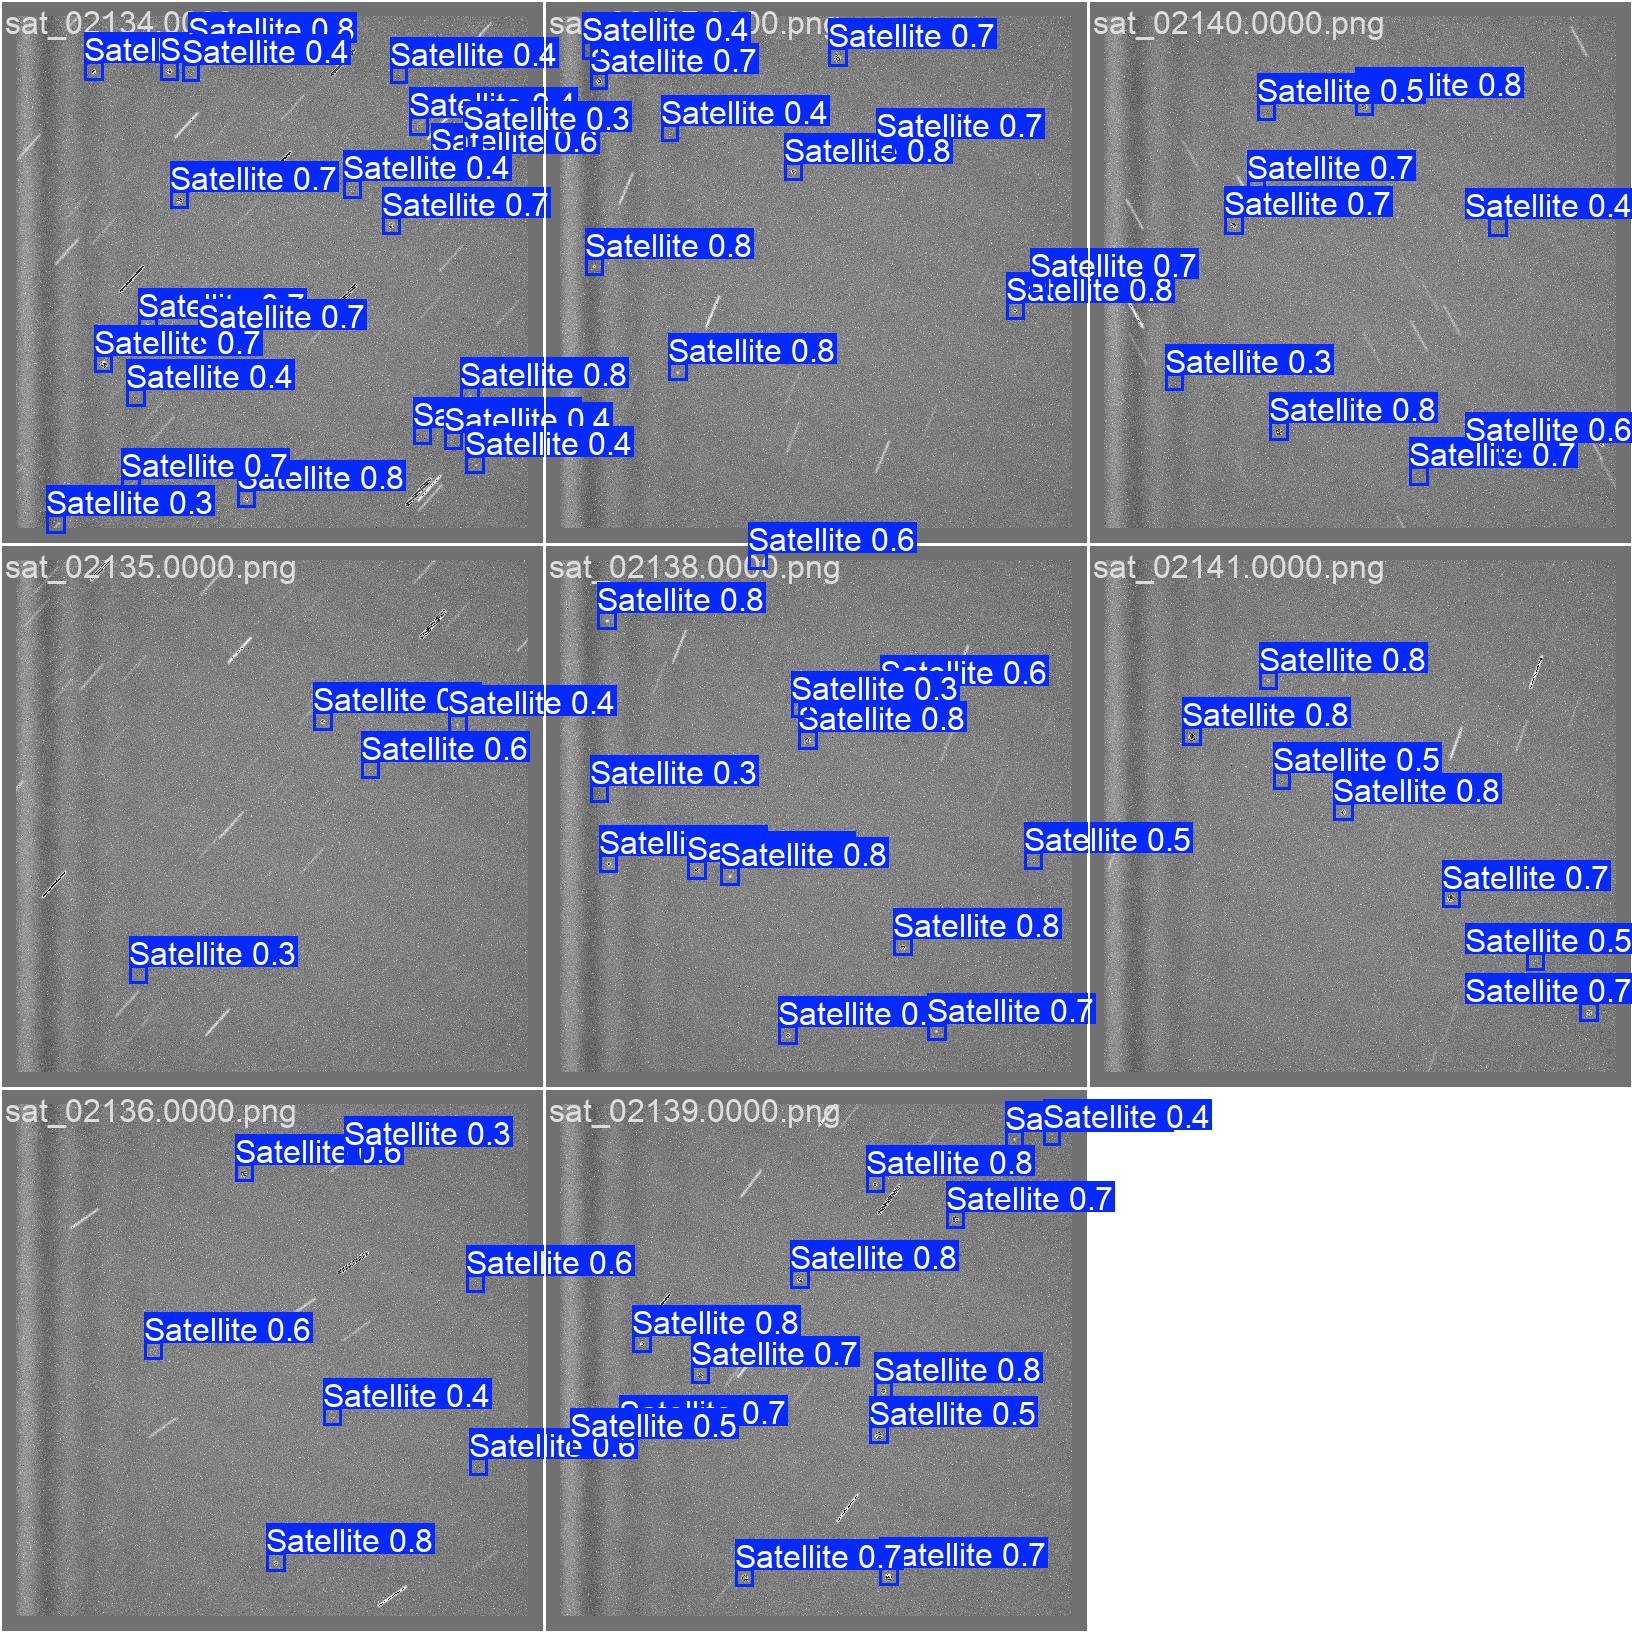 sat_02134.0000.png
Satellite 0.8
Satellite 0.4
Satellite 0.4
Satellite 0.4
Satellite 0.3
Satellite 0.6
Satellite 0.4
Satellite 0.7
Satellite 0.7
Satellite 0.7
Satellite 0.7
Satellite 0.7
Satellite 0.4
Satellite 0.8
Satellite 0.4
Satellite 0.4
Satellite 0.7
Satellite 0.8
Satellite 0.3
Satellite 0.4
Satellite 0.7
Satellite 0.7
Satellite 0.4
Satellite 0.7
Satellite 0.8
Satellite 0.8
Satellite 0.7
Satellite 0.8
Satellite 0.8
sat_02140.0000.png
Satellite 0.5
lite 0.8
Satellite 0.7
Satellite 0.7
Satellite 0.4
Satellite 0.3
Satellite 0.8
Satellite 0.6
Satellite 0.7
sat_02135.0000.png
Satellite
Satellite 0.4
Satellite 0.6
Satellite 0.3
sat_02138.0000.png
Satellite 0.6
Satellite 0.8
Satellite 0.6
Satellite 0.3
Satellite 0.8
Satellite 0.3
Satellite 0.8
Satellite 0.5
Satellite 0.8
Satellite 0.
Satellite 0.7
sat_02141.0000.png
Satellite 0.8
Satellite 0.8
Satellite 0.5
Satellite 0.8
Satellite 0.7
Satellite 0.5
Satellite 0.7
sat_02136.0000.png
Satellite 0.3
Satellite 0.6
Satellite 0.6
Satellite 0.6
Satellite 0.4
Satellite 0.6
Satellite 0.8
sat_02139.0000.png
Satellite 0.4
Satellite 0.8
Satellite 0.7
Satellite 0.8
Satellite 0.8
Satellite 0.7
Satellite 0.8
Satellite 0.7
Satellite 0.5
Satellite 0.5
Satellite 0.7
atellite 0.7